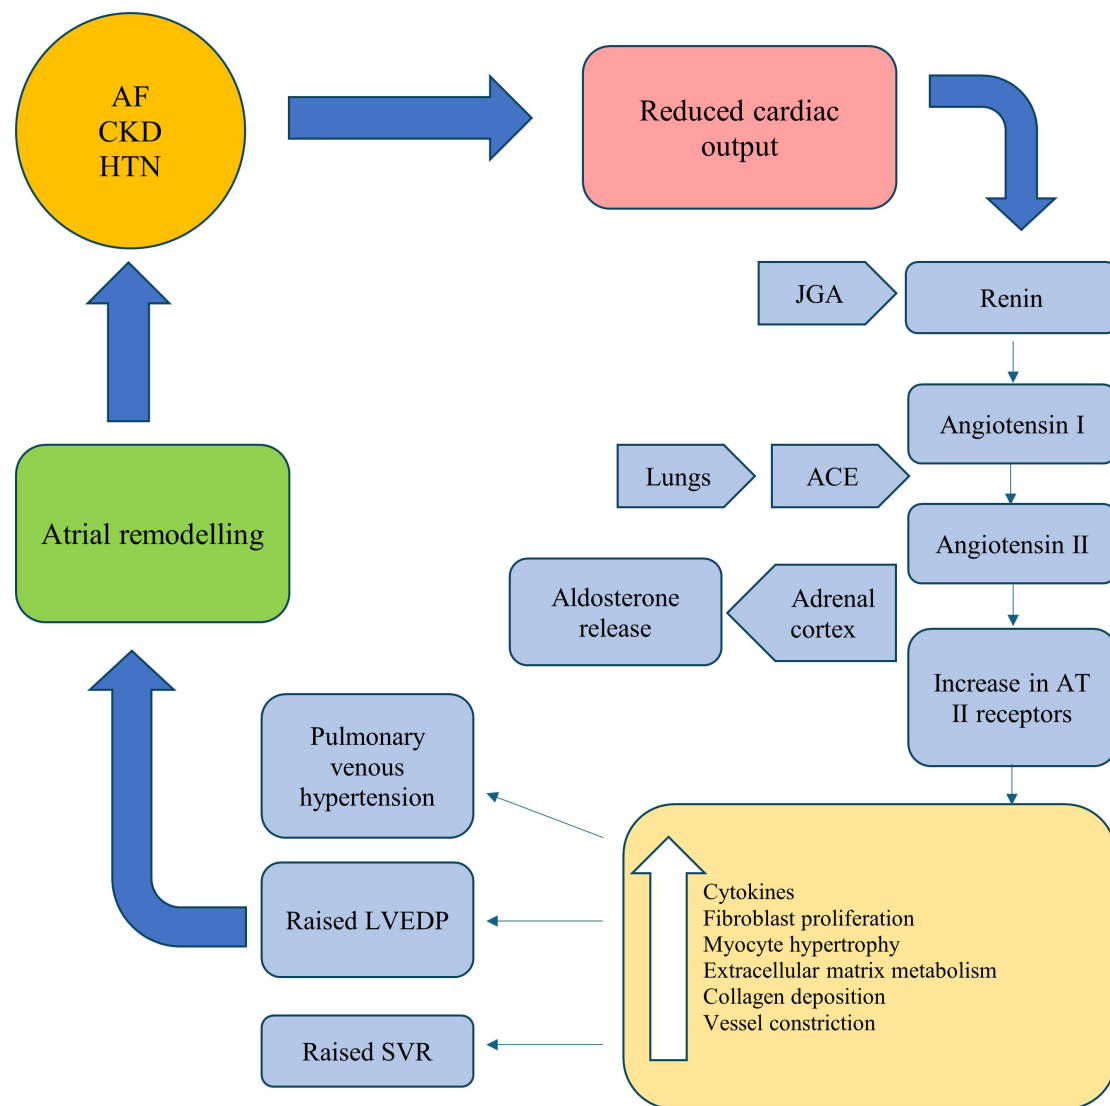 AF
CKD
HTN
Reduced cardiac
output
JGA
Renin
Angiotensin I
Lungs
ACE
Angiotensin II
Aldosterone
release
Adrenal
cortex
Increase in AT
II receptors
Atrial remodelling
Pulmonary
venous
hypertension
Raised LVEDP
Raised SVR
Cytokines
Fibroblast proliferation
Myocyte hypertrophy
Extracellular matrix metabolism
Collagen deposition
Vessel constriction